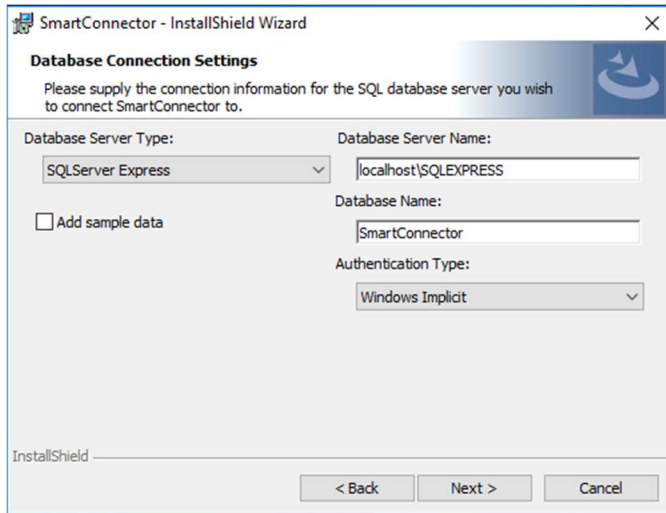 SmartConnector - InstallShield Wizard
Database Connection Settings
Please supply the connection information for the SQL database server you wish
to connect SmartConnector to.
Database Server Type:
SQLServer Express
Add sample data
Database Server Name:
localhost\SQLEXPRESS
Database Name:
SmartConnector
Authentication Type:
Windows Implicit
InstallShield
< Back
Next >
Cancel